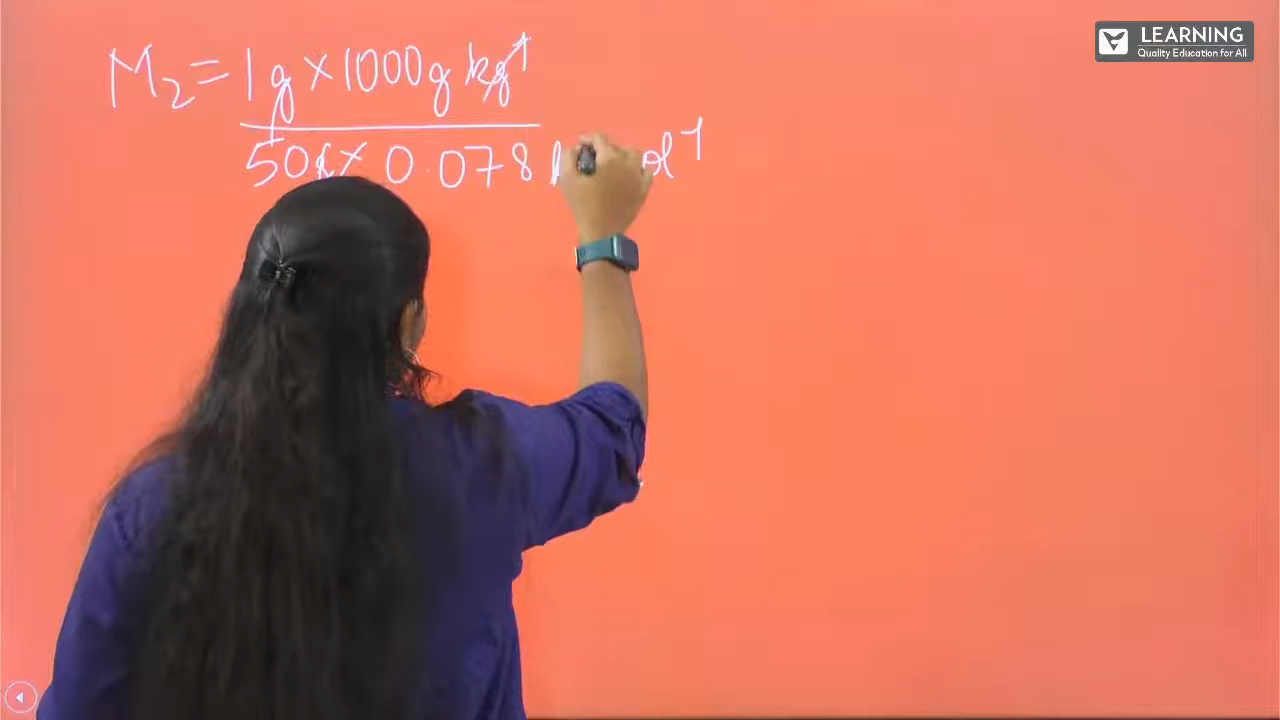 LEARNING
Quality Education for All
M₂ = 1g × 1000g kg⁻¹
50g × 0.078